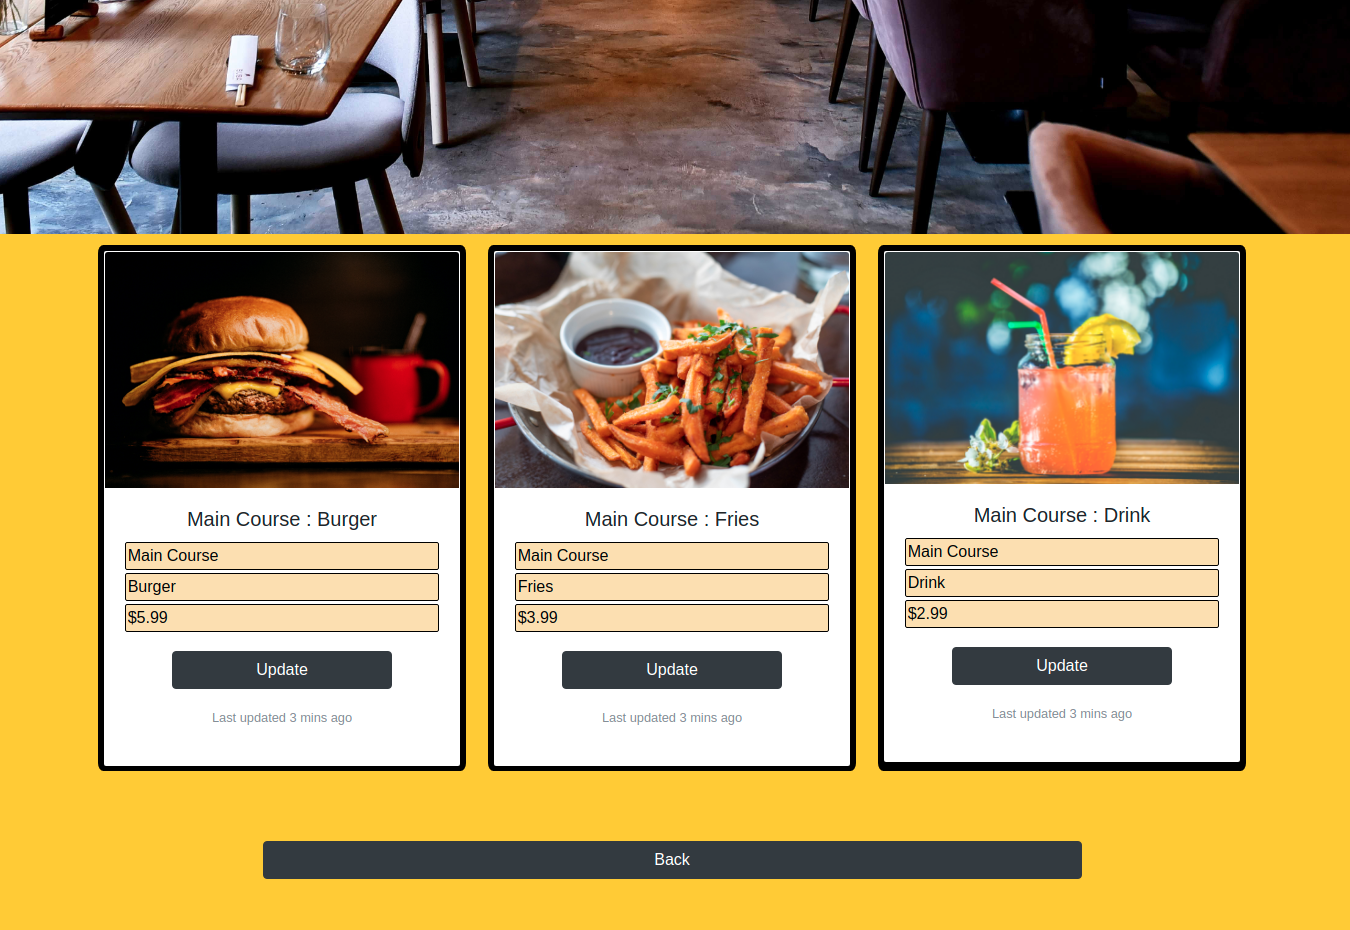 Main Course : Burger
Main Course
Burger
$5.99
Update
Last updated 3 mins ago
Main Course : Fries
Main Course
Fries
$3.99
Update
Last updated 3 mins ago
Main Course : Drink
Main Course
Drink
$2.99
Update
Last updated 3 mins ago
Back